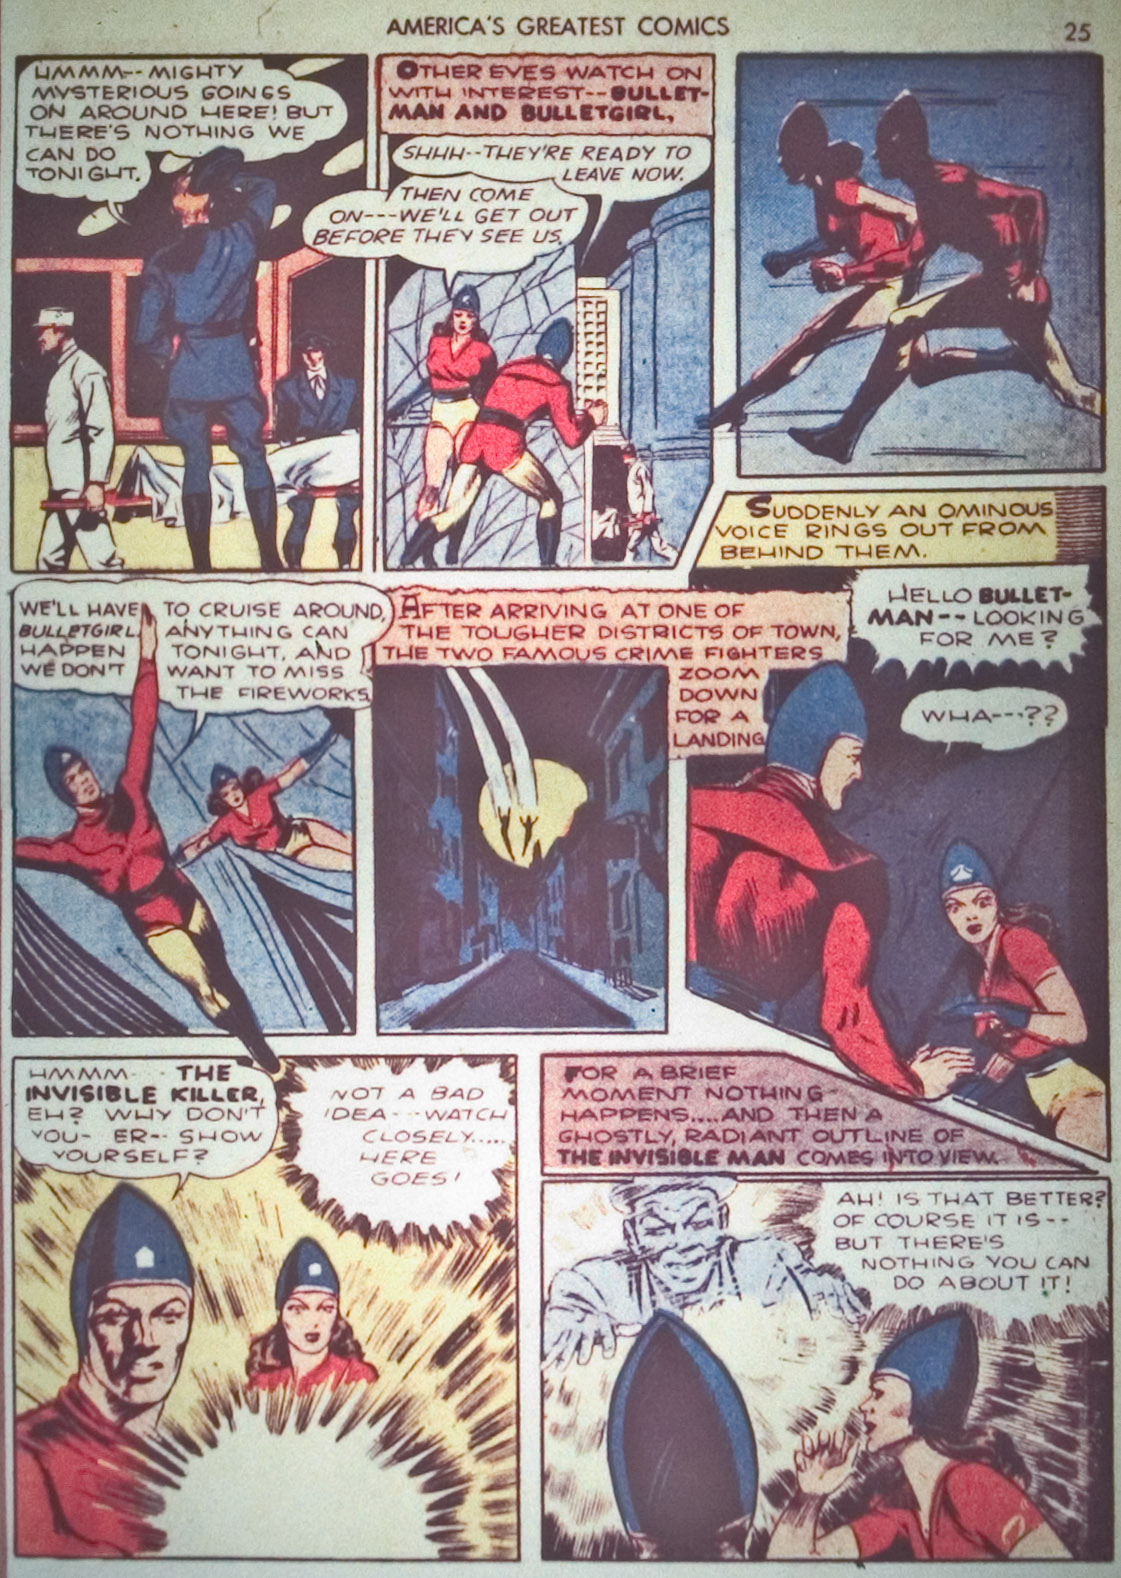 AMERICA'S GREATEST COMICS
25
HMMM-- MIGHTY
MYSTERIOUS GOINGS
ON AROUND HERE! BUT
THERE'S NOTHING WE
CAN DO
TONIGHT.
OTHER EYES WATCH ON
WITH INTEREST-- BULLET-
MAN AND BULLETGIRL,
SHHH--THEY'RE READY TO
LEAVE NOW.
THEN COME
ON---WE'LL GET OUT
BEFORE THEY SEE US.
WE'LL HAVE TO CRUISE AROUND,
BULLETGIRL. ANYTHING CAN
HAPPEN TONIGHT, AND
WE DON'T WANT TO MISS
THE FIREWORKS.
AFTER ARRIVING AT ONE OF
THE TOUGHER DISTRICTS OF TOWN,
THE TWO FAMOUS CRIME FIGHTERS
ZOOM
DOWN
FOR A
LANDING
SUDDENLY AN OMINOUS
VOICE RINGS OUT FROM
BEHIND THEM.
HELLO BULLET-
MAN-- LOOKING
FOR ME?
WHA---??
HMMM-- THE
INVISIBLE KILLER,
EH? WHY DON'T
YOU- ER-- SHOW
YOURSELF?
NOT A BAD
IDEA---WATCH
CLOSELY.....
HERE
GOES!
FOR A BRIEF
MOMENT NOTHING
HAPPENS....AND THEN A
GHOSTLY, RADIANT OUTLINE OF
THE INVISIBLE MAN COMES INTO VIEW.
AH! IS THAT BETTER?
OF COURSE IT IS--
BUT THERE'S
NOTHING YOU CAN
DO ABOUT IT!